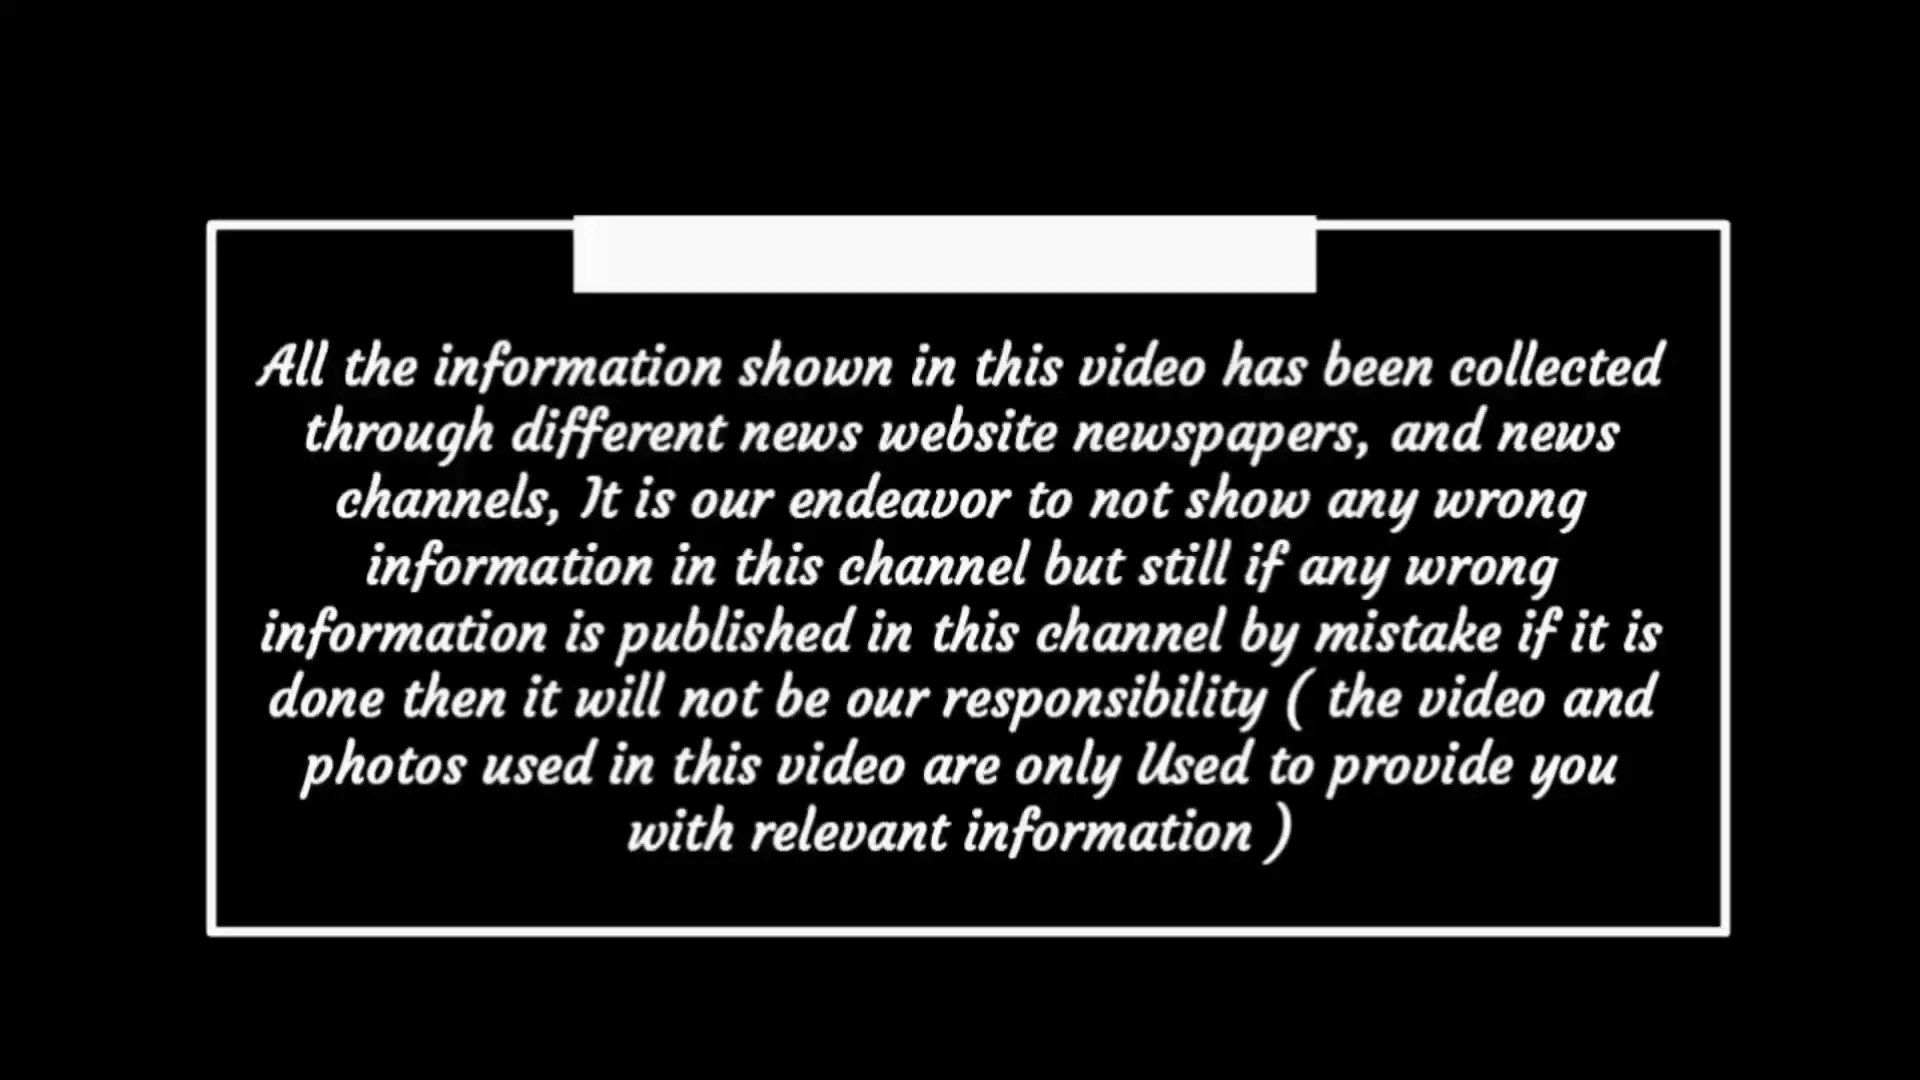 All the information shown in this video has been collected
through different news website newspapers, and news
channels, It is our endeavor to not show any wrong
information in this channel but still if any wrong
information is published in this channel by mistake if it is
done then it will not be our responsibility ( the video and
photos used in this video are only Used to provide you
with relevant information )